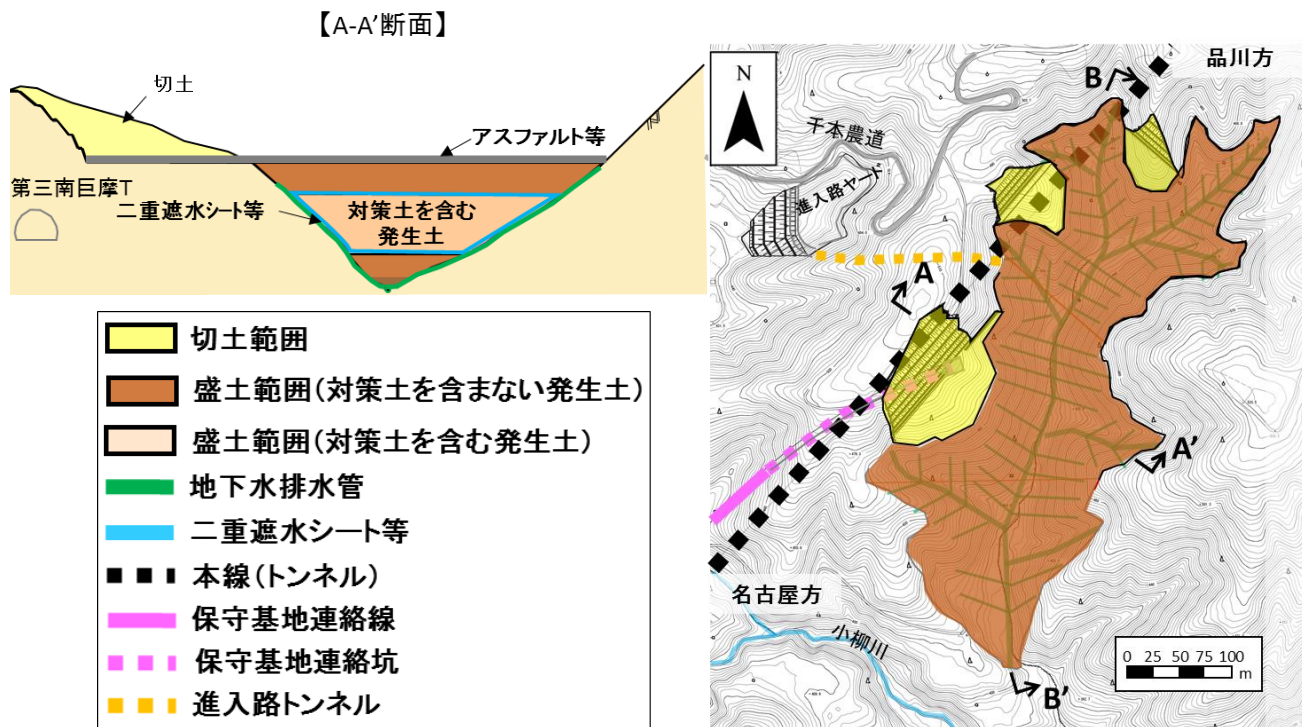 【A-A’断面】
切土
アスファルト等
第三南巨摩T
二重遮水シート等
対策土を含む
発生土
切土範囲
盛土範囲(対策土を含まない発生土)
盛土範囲(対策土を含む発生土)
地下水排水管
二重遮水シート等
本線(トンネル)
保守基地連絡線
保守基地連絡坑
進入路トンネル
N
品川方
B
千本農道
進入路ヤード
A
A’
名古屋方
小柳川
B’
0 25 50 75 100
m